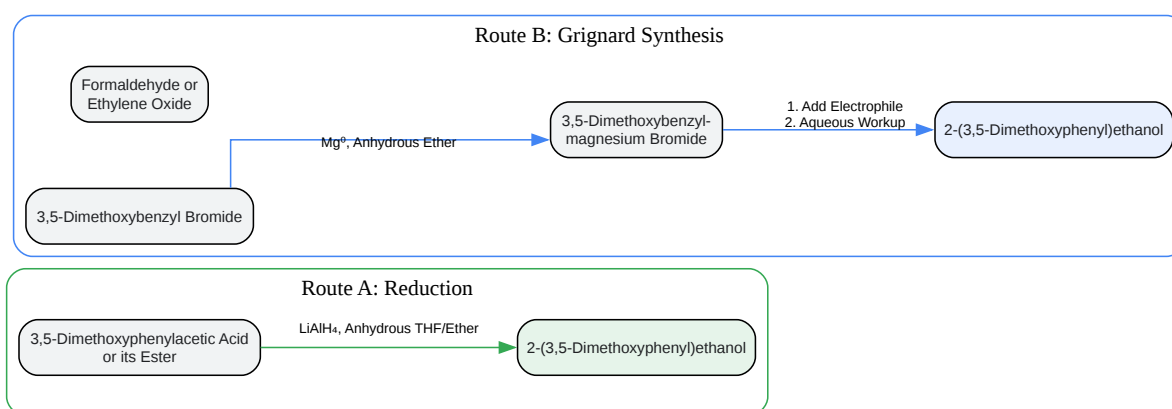 Route B: Grignard Synthesis
Formaldehyde or
Ethylene Oxide
3,5-Dimethoxybenzyl Bromide
Mg⁰, Anhydrous Ether
3,5-Dimethoxybenzyl-
magnesium Bromide
1. Add Electrophile
2. Aqueous Workup
2-(3,5-Dimethoxyphenyl)ethanol
Route A: Reduction
3,5-Dimethoxyphenylacetic Acid
or its Ester
LiAlH₄, Anhydrous THF/Ether
2-(3,5-Dimethoxyphenyl)ethanol